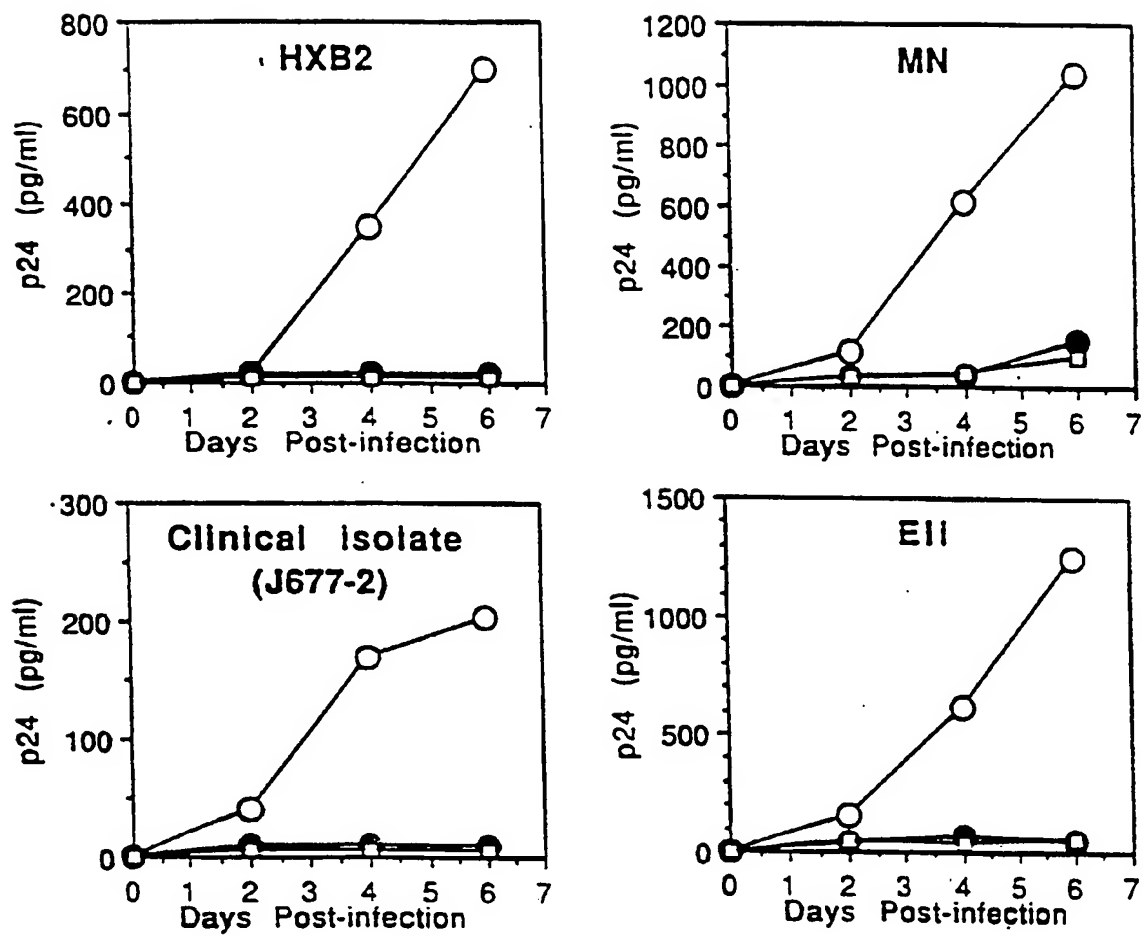 HXB2
800
600
400
200
0
p24 (pg/ml)
0 1 2 3 4 5 6 7
Days Post-infection
MN
1200
1000
800
600
400
200
0
p24 (pg/ml)
0 1 2 3 4 5 6 7
Days Post-infection
Clinical isolate
(J677-2)
300
200
100
0
p24 (pg/ml)
0 1 2 3 4 5 6 7
Days Post-infection
Eli
1500
1000
500
0
p24 (pg/ml)
0 1 2 3 4 5 6 7
Days Post-infection